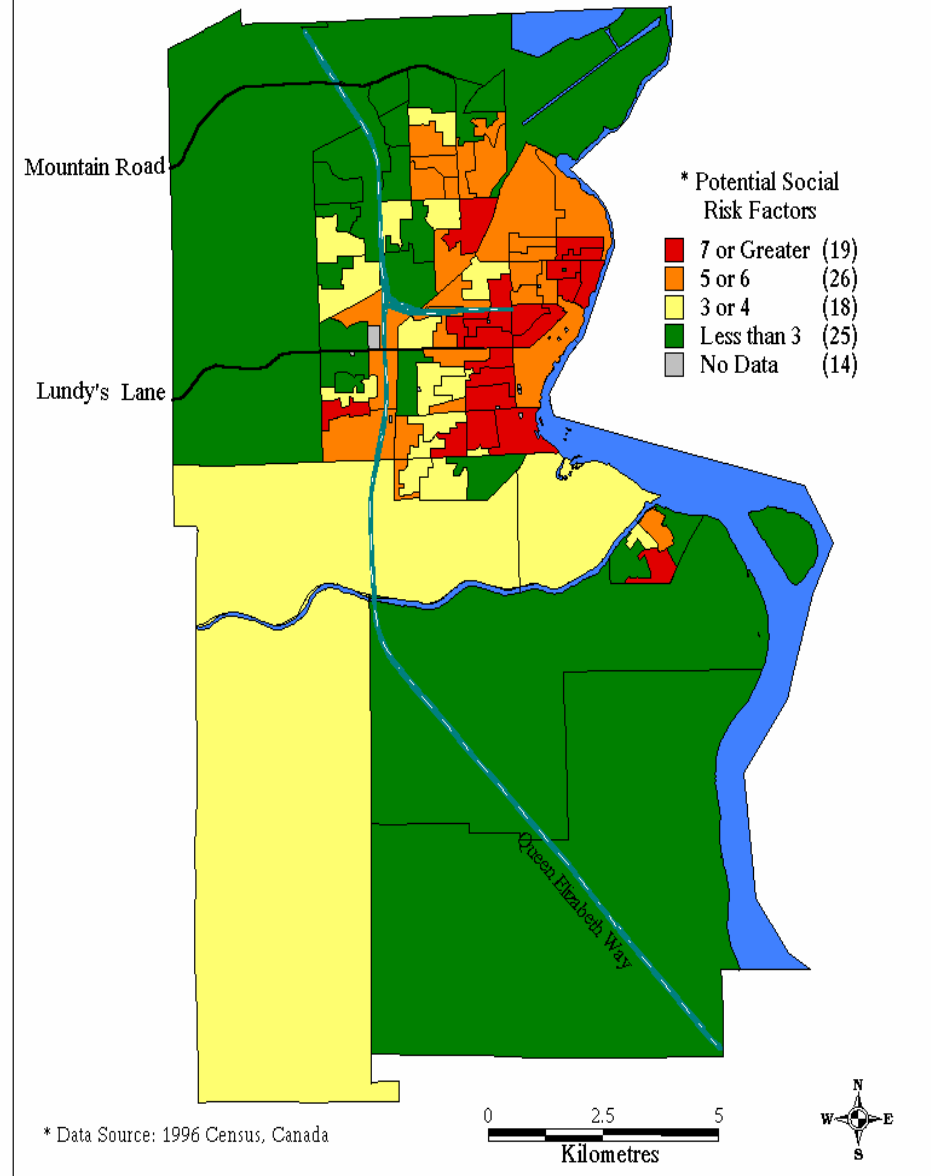 Mountain Road
Lundy's Lane
* Potential Social
Risk Factors
7 or Greater (19)
5 or 6 (26)
3 or 4 (18)
Less than 3 (25)
No Data (14)
Queen Elizabeth Way
0 2.5 5
Kilometres
N
W E
S
* Data Source: 1996 Census, Canada